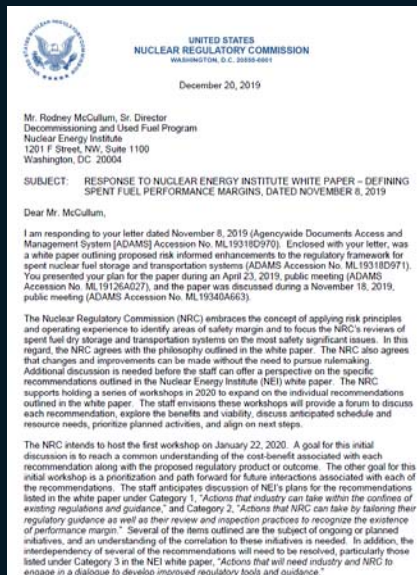 UNITED STATES
NUCLEAR REGULATORY COMMISSION
WASHINGTON, D.C. 20555-0001
December 20, 2019
Mr. Rodney McCullum, Sr. Director
Decommissioning and Used Fuel Program
Nuclear Energy Institute
1201 F Street, NW, Suite 1100
Washington, DC 20004
SUBJECT: RESPONSE TO NUCLEAR ENERGY INSTITUTE WHITE PAPER – DEFINING
SPENT FUEL PERFORMANCE MARGINS, DATED NOVEMBER 8, 2019
Dear Mr. McCullum,
I am responding to your letter dated November 8, 2019 (Agencywide Documents Access and
Management System [ADAMS] Accession No. ML19318D970). Enclosed with your letter, was
a white paper outlining proposed risk informed enhancements to the regulatory framework for
spent nuclear fuel storage and transportation systems (ADAMS Accession No. ML19318D971).
You presented your plan for the paper during an April 23, 2019, public meeting (ADAMS
Accession No. ML19126A027), and the paper was discussed during a November 18, 2019,
public meeting (ADAMS Accession No. ML19340A663).
The Nuclear Regulatory Commission (NRC) embraces the concept of applying risk principles
and operating experience to identify areas of safety margin and to focus the NRC's reviews of
spent fuel dry storage and transportation systems on the most safety significant issues. In this
regard, the NRC agrees with the philosophy outlined in the white paper. The NRC also agrees
that changes and improvements can be made without the need to pursue rulemaking.
Additional discussion is needed before the staff can offer a perspective on the specific
recommendations outlined in the Nuclear Energy Institute (NEI) white paper. The NRC
supports holding a series of workshops in 2020 to expand on the individual recommendations
outlined in the white paper. The staff envisions these workshops will provide a forum to discuss
each recommendation, explore the benefits and viability, discuss anticipated schedule and
resource needs, prioritize planned activities, and align on next steps.
The NRC intends to host the first workshop on January 22, 2020. A goal for this initial
discussion is to reach a common understanding of the cost-benefit associated with each
recommendation along with the proposed regulatory product or outcome. The other goal for this
initial workshop is a prioritization and path forward for future interactions associated with each of
the recommendations. The staff anticipates discussion of NEI's plans for the recommendations
listed in the white paper under Category 1, "Actions that industry can take within the confines of
existing regulations and guidance," and Category 2, "Actions that NRC can take by tailoring their
regulatory guidance as well as their review and inspection practices to recognize the existence
of performance margin." Several of the items outlined are the subject of ongoing or planned
initiatives, and an understanding of the correlation to these initiatives is needed. In addition, the
interdependency of several of the recommendations will need to be resolved, particularly those
listed under Category 3 in the NEI white paper, "Actions that will need industry and NRC to
engage in a dialogue to develop improved regulatory tools and guidance."